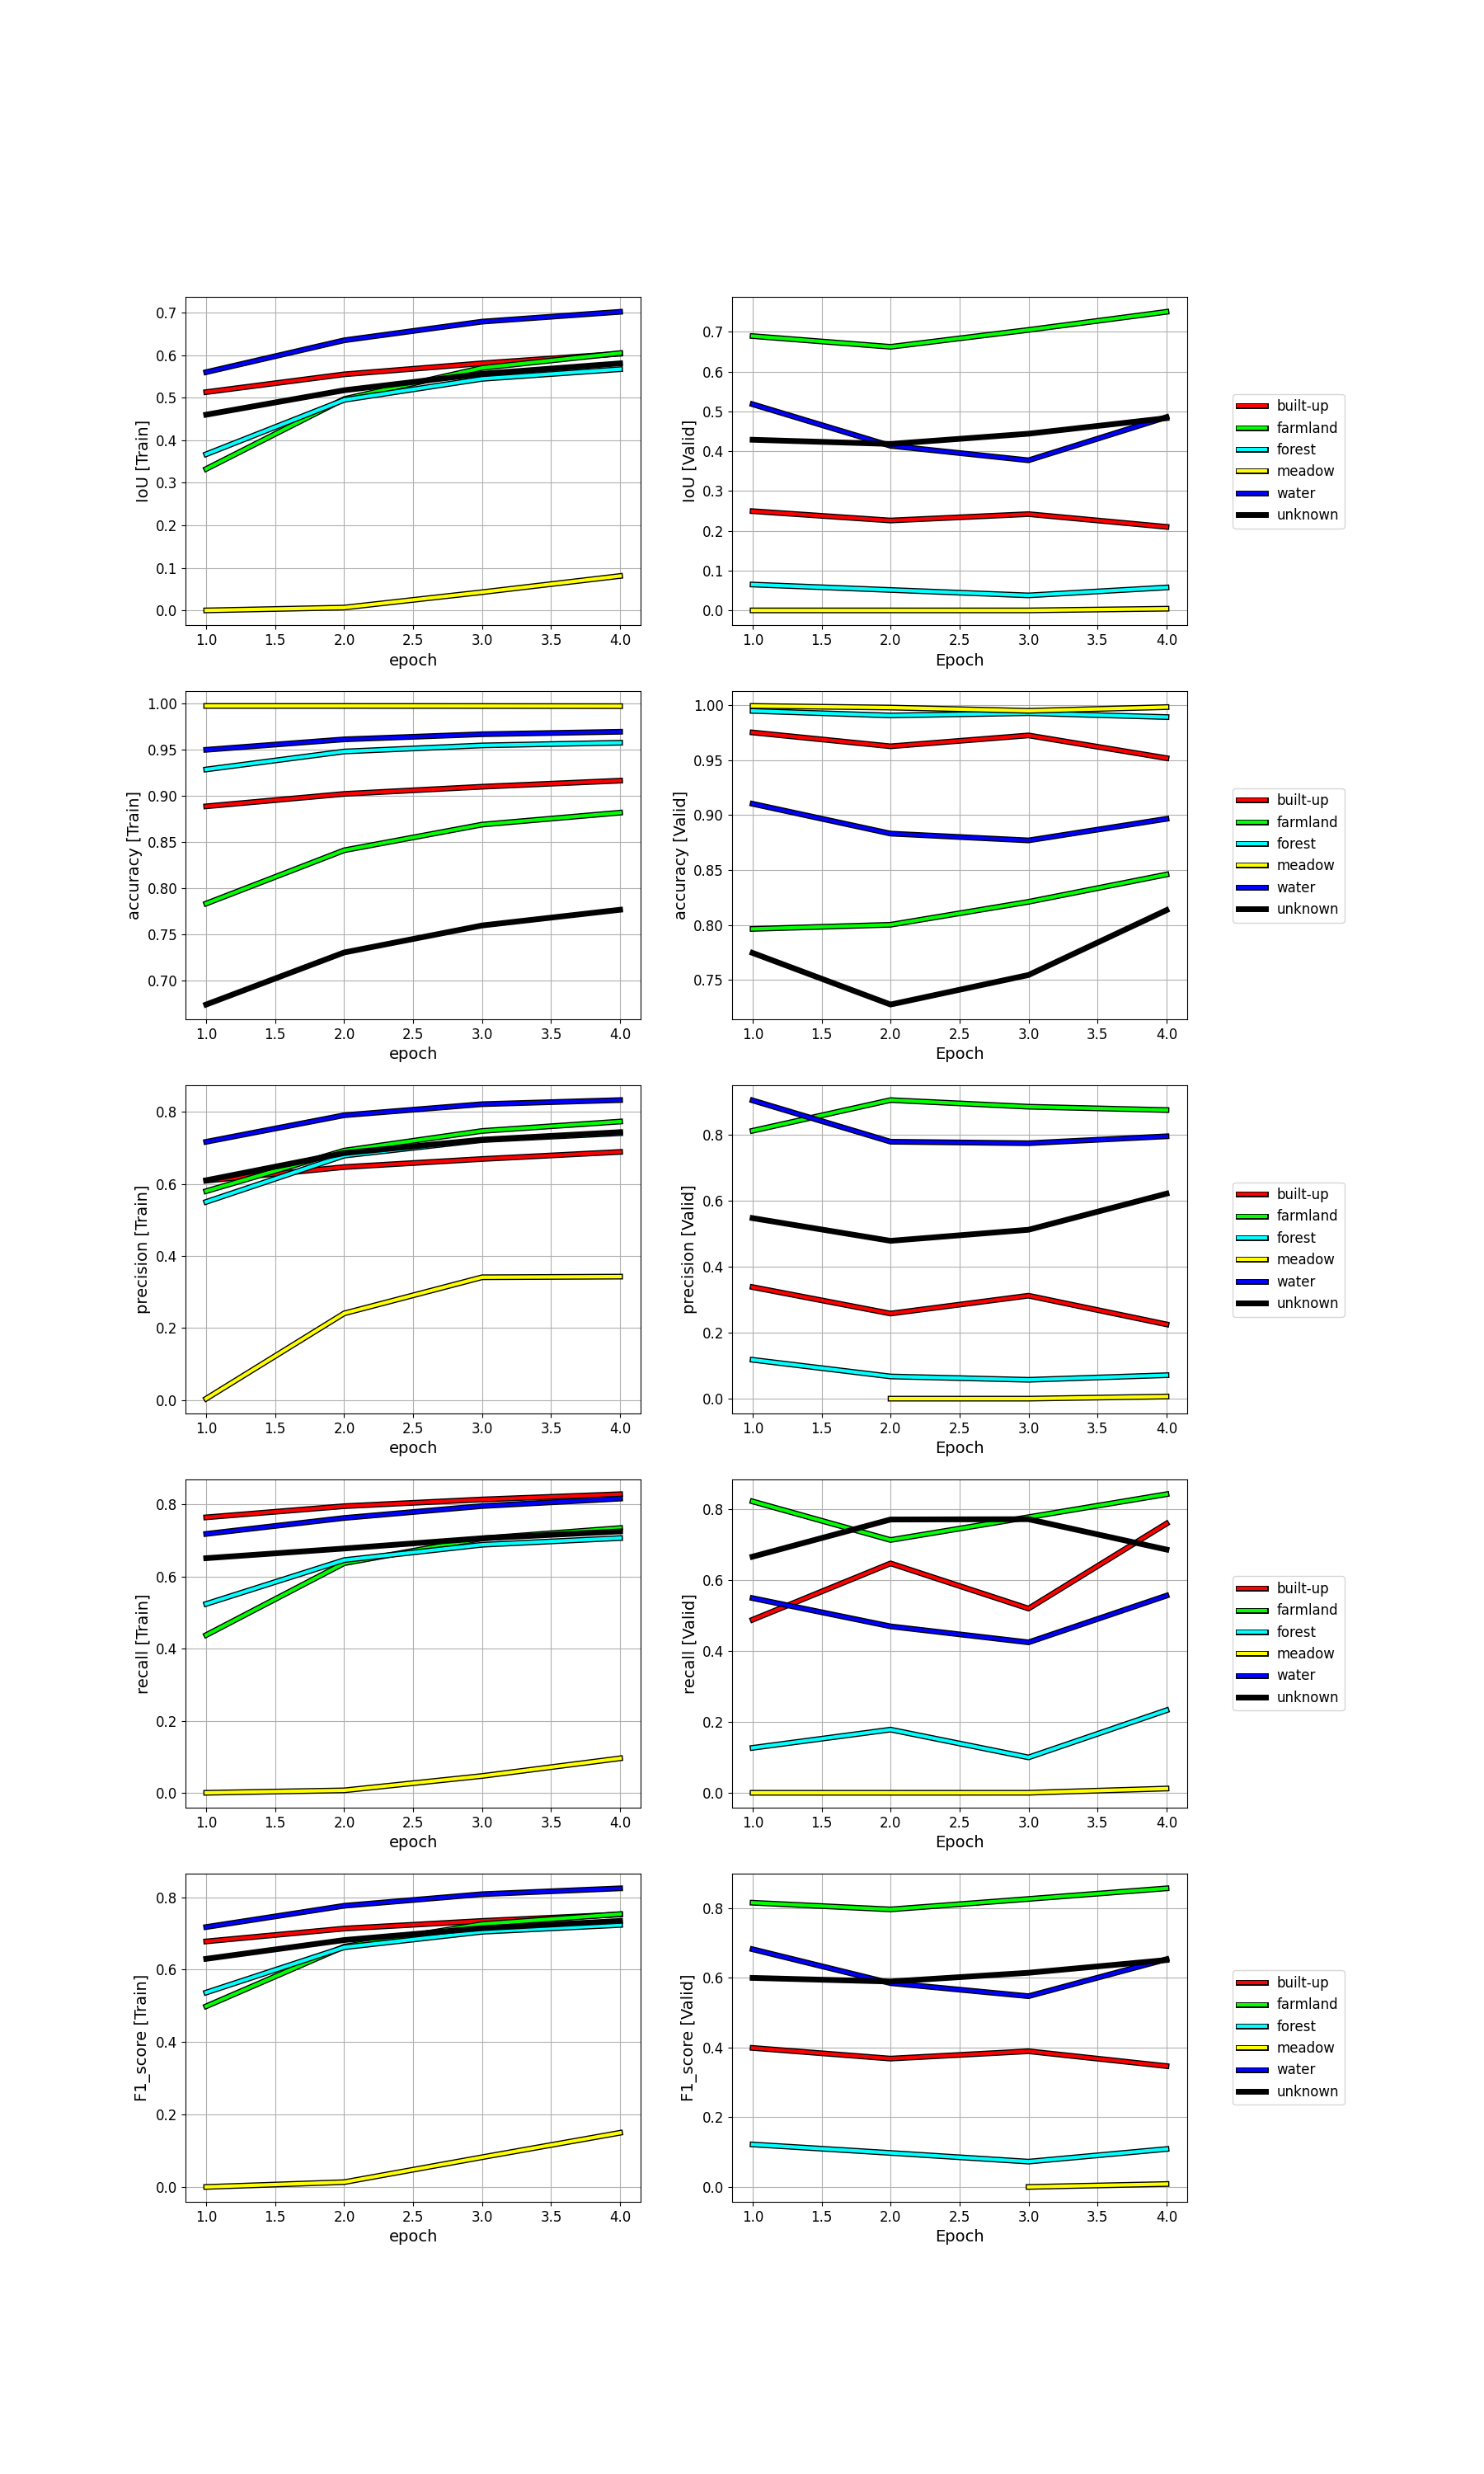 0.7
0.6
0.5
0.4
0.3
0.2
0.1
0.0
IoU [Train]
1.0 1.5 2.0 2.5 3.0 3.5 4.0
epoch
0.7
0.6
0.5
0.4
0.3
0.2
0.1
0.0
IoU [Valid]
1.0 1.5 2.0 2.5 3.0 3.5 4.0
Epoch
built-up
farmland
forest
meadow
water
unknown
1.00
0.95
0.90
0.85
0.80
0.75
0.70
accuracy [Train]
1.0 1.5 2.0 2.5 3.0 3.5 4.0
epoch
1.00
0.95
0.90
0.85
0.80
0.75
accuracy [Valid]
1.0 1.5 2.0 2.5 3.0 3.5 4.0
Epoch
built-up
farmland
forest
meadow
water
unknown
0.8
0.6
0.4
0.2
0.0
precision [Train]
1.0 1.5 2.0 2.5 3.0 3.5 4.0
epoch
0.8
0.6
0.4
0.2
0.0
precision [Valid]
1.0 1.5 2.0 2.5 3.0 3.5 4.0
Epoch
built-up
farmland
forest
meadow
water
unknown
0.8
0.6
0.4
0.2
0.0
recall [Train]
1.0 1.5 2.0 2.5 3.0 3.5 4.0
epoch
0.8
0.6
0.4
0.2
0.0
recall [Valid]
1.0 1.5 2.0 2.5 3.0 3.5 4.0
Epoch
built-up
farmland
forest
meadow
water
unknown
0.8
0.6
0.4
0.2
0.0
F1_score [Train]
1.0 1.5 2.0 2.5 3.0 3.5 4.0
epoch
0.8
0.6
0.4
0.2
0.0
F1_score [Valid]
1.0 1.5 2.0 2.5 3.0 3.5 4.0
Epoch
built-up
farmland
forest
meadow
water
unknown